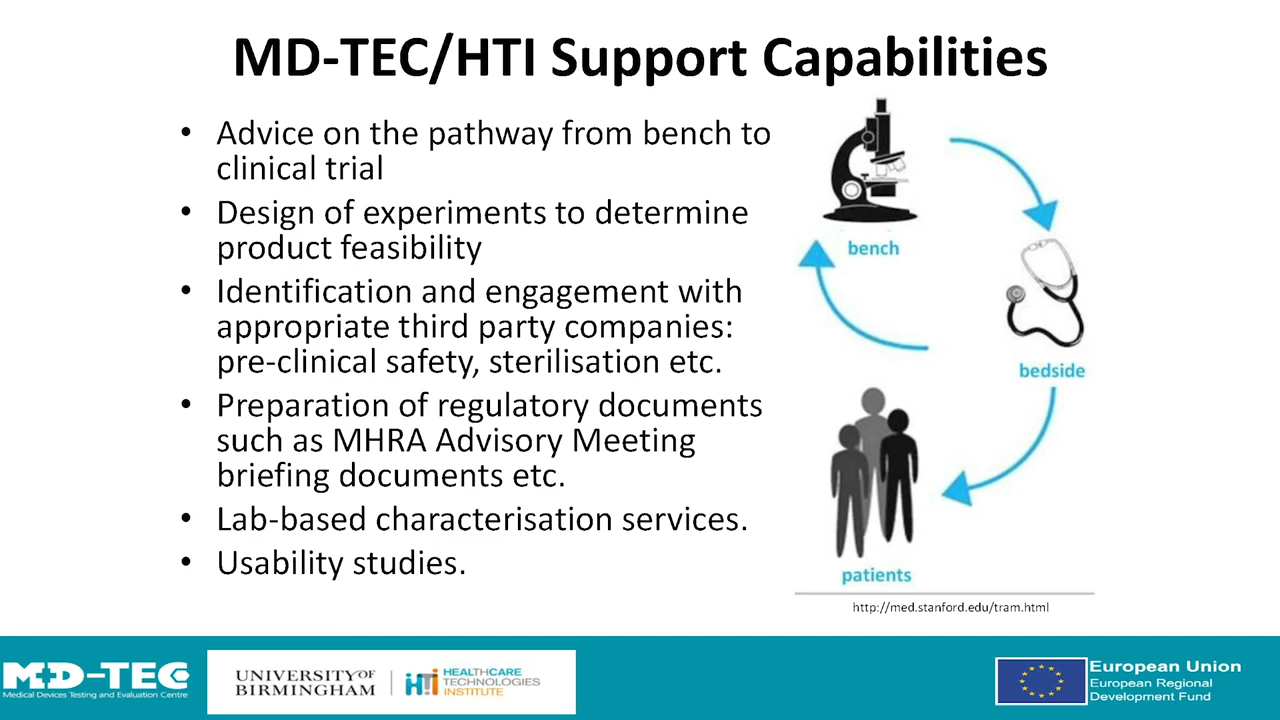 MD-TEC/HTI Support Capabilities
• Advice on the pathway from bench to
clinical trial
• Design of experiments to determine
product feasibility
• Identification and engagement with
appropriate third party companies:
pre-clinical safety, sterilisation etc.
• Preparation of regulatory documents
such as MHRA Advisory Meeting
briefing documents etc.
• Lab-based characterisation services.
• Usability studies.
bench
bedside
patients
http://med.stanford.edu/tram.html
MD-TEC
Medical Devices Testing and Evaluation Centre
UNIVERSITY OF
BIRMINGHAM
HTI
HEALTHCARE
TECHNOLOGIES
INSTITUTE
European Union
European Regional
Development Fund